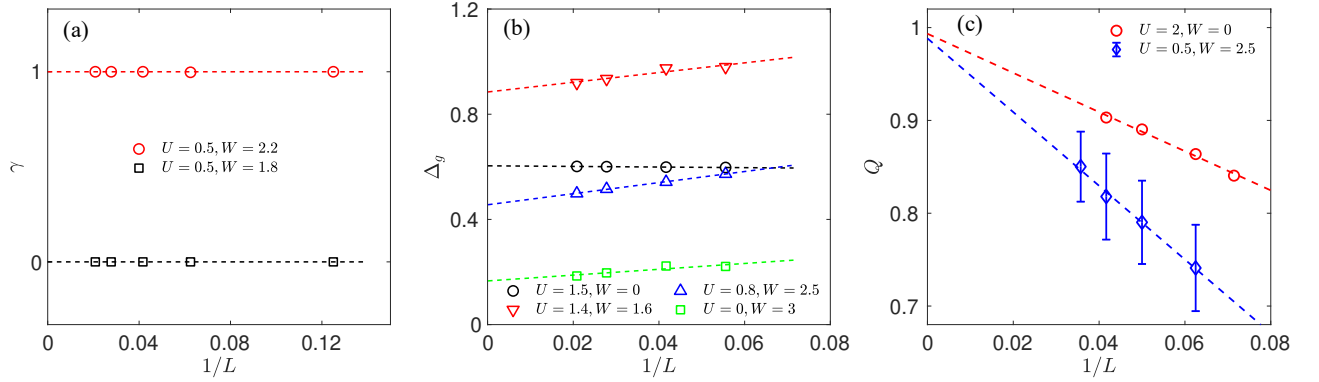 (a)
γ
1
0
U = 0.5, W = 2.2
U = 0.5, W = 1.8
0 0.04 0.08 0.12
1/L
(b)
Δg
1.2
0.8
0.4
0
U = 1.5, W = 0
U = 1.4, W = 1.6
U = 0.8, W = 2.5
U = 0, W = 3
0 0.02 0.04 0.06 0.08
1/L
(c)
Q
1
0.9
0.8
0.7
U = 2, W = 0
U = 0.5, W = 2.5
0 0.02 0.04 0.06 0.08
1/L